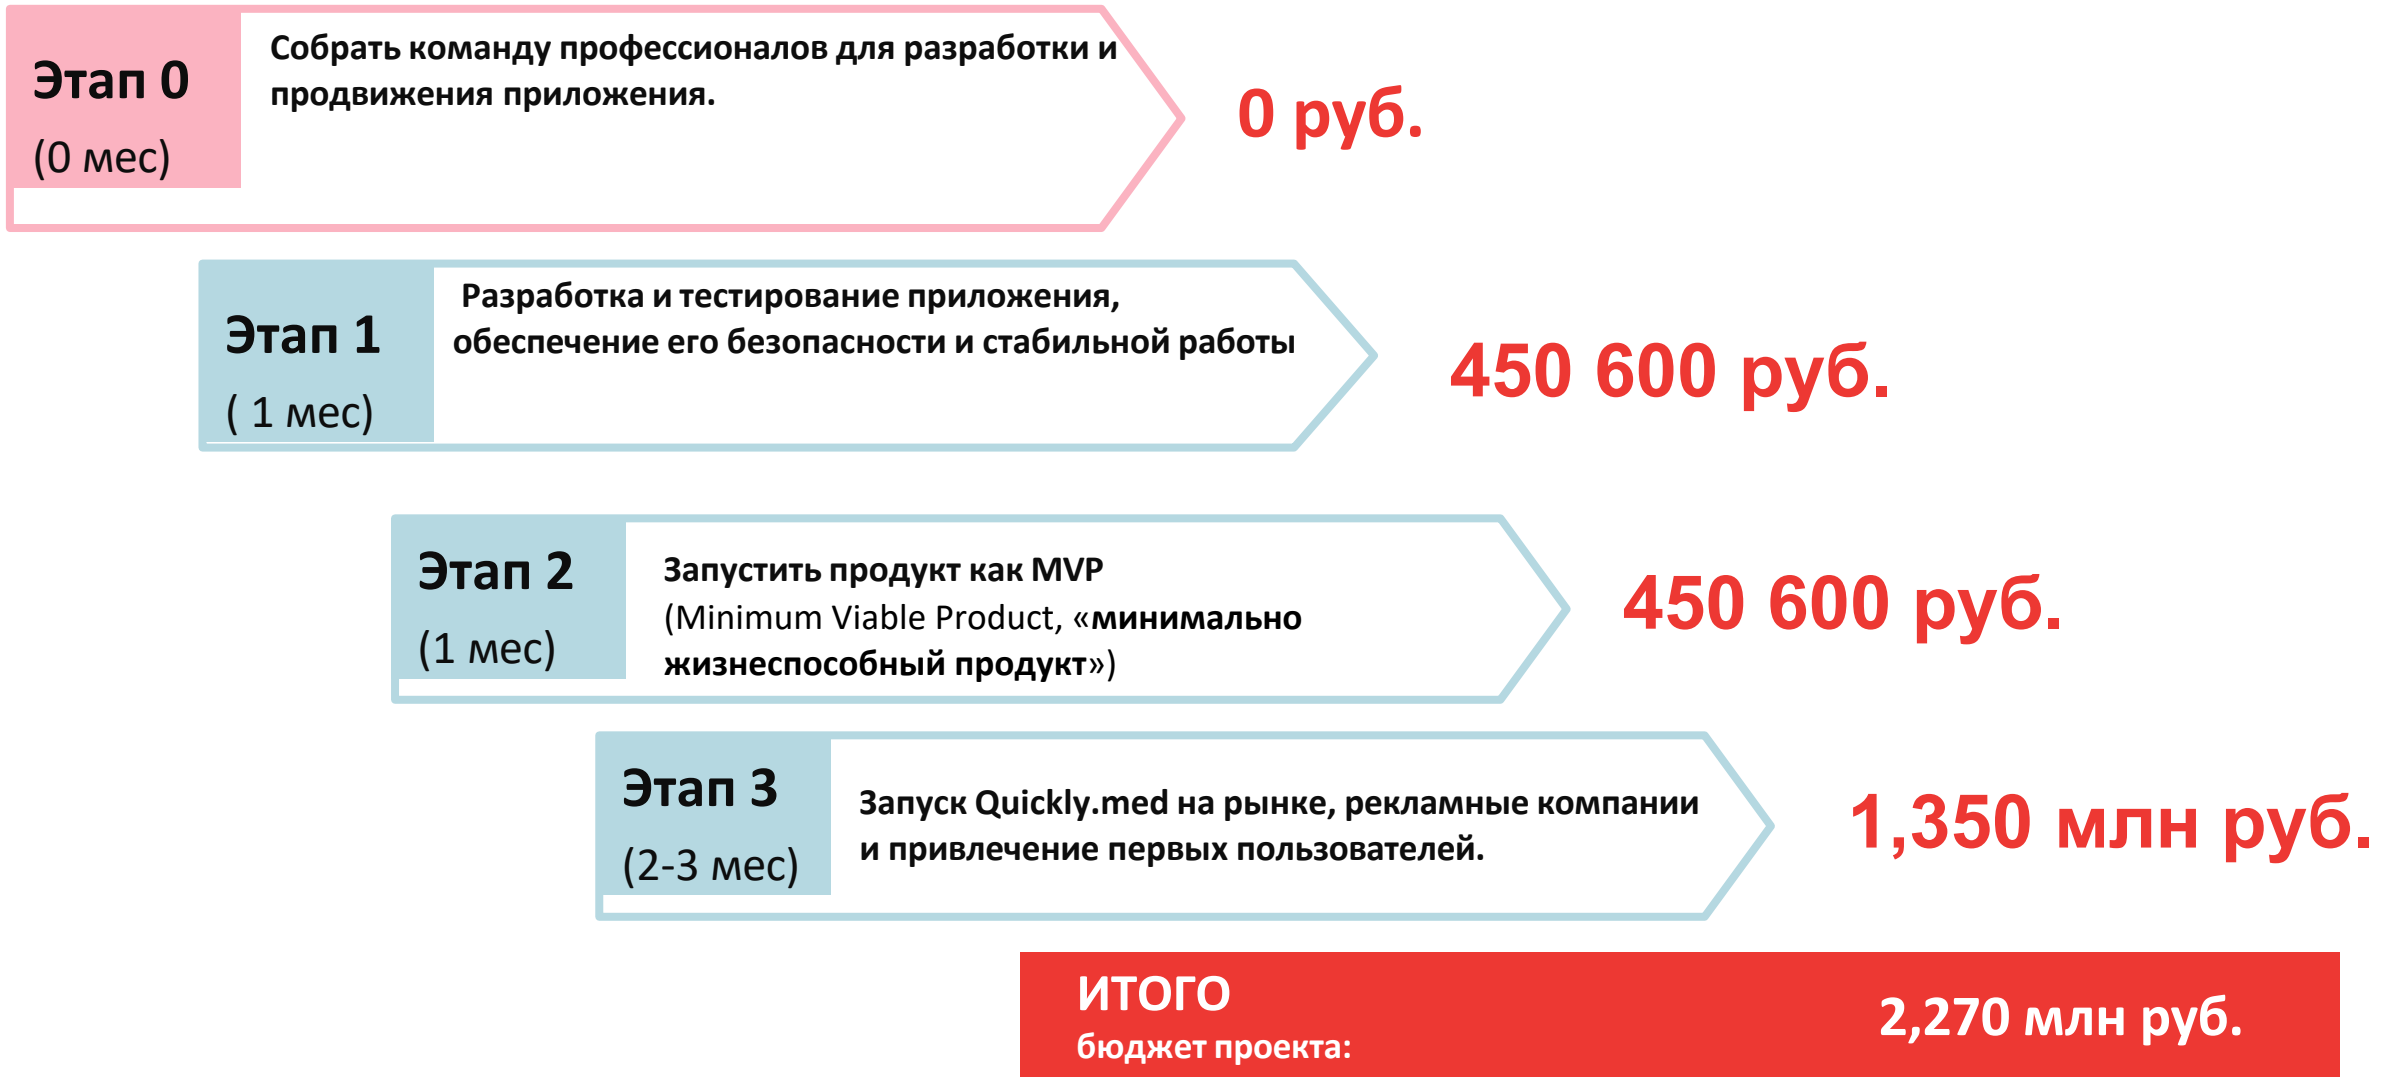 Этап 0
(0 мес)
Собрать команду профессионалов для разработки и
продвижения приложения.
0 руб.
Этап 1
( 1 мес)
Разработка и тестирование приложения,
обеспечение его безопасности и стабильной работы
450 600 руб.
Этап 2
(1 мес)
Запустить продукт как MVP
(Minimum Viable Product, «минимально
жизнеспособный продукт»)
450 600 руб.
Этап 3
(2-3 мес)
Запуск Quickly.med на рынке, рекламные компании
и привлечение первых пользователей.
1,350 млн руб.
ИТОГО
бюджет проекта:
2,270 млн руб.